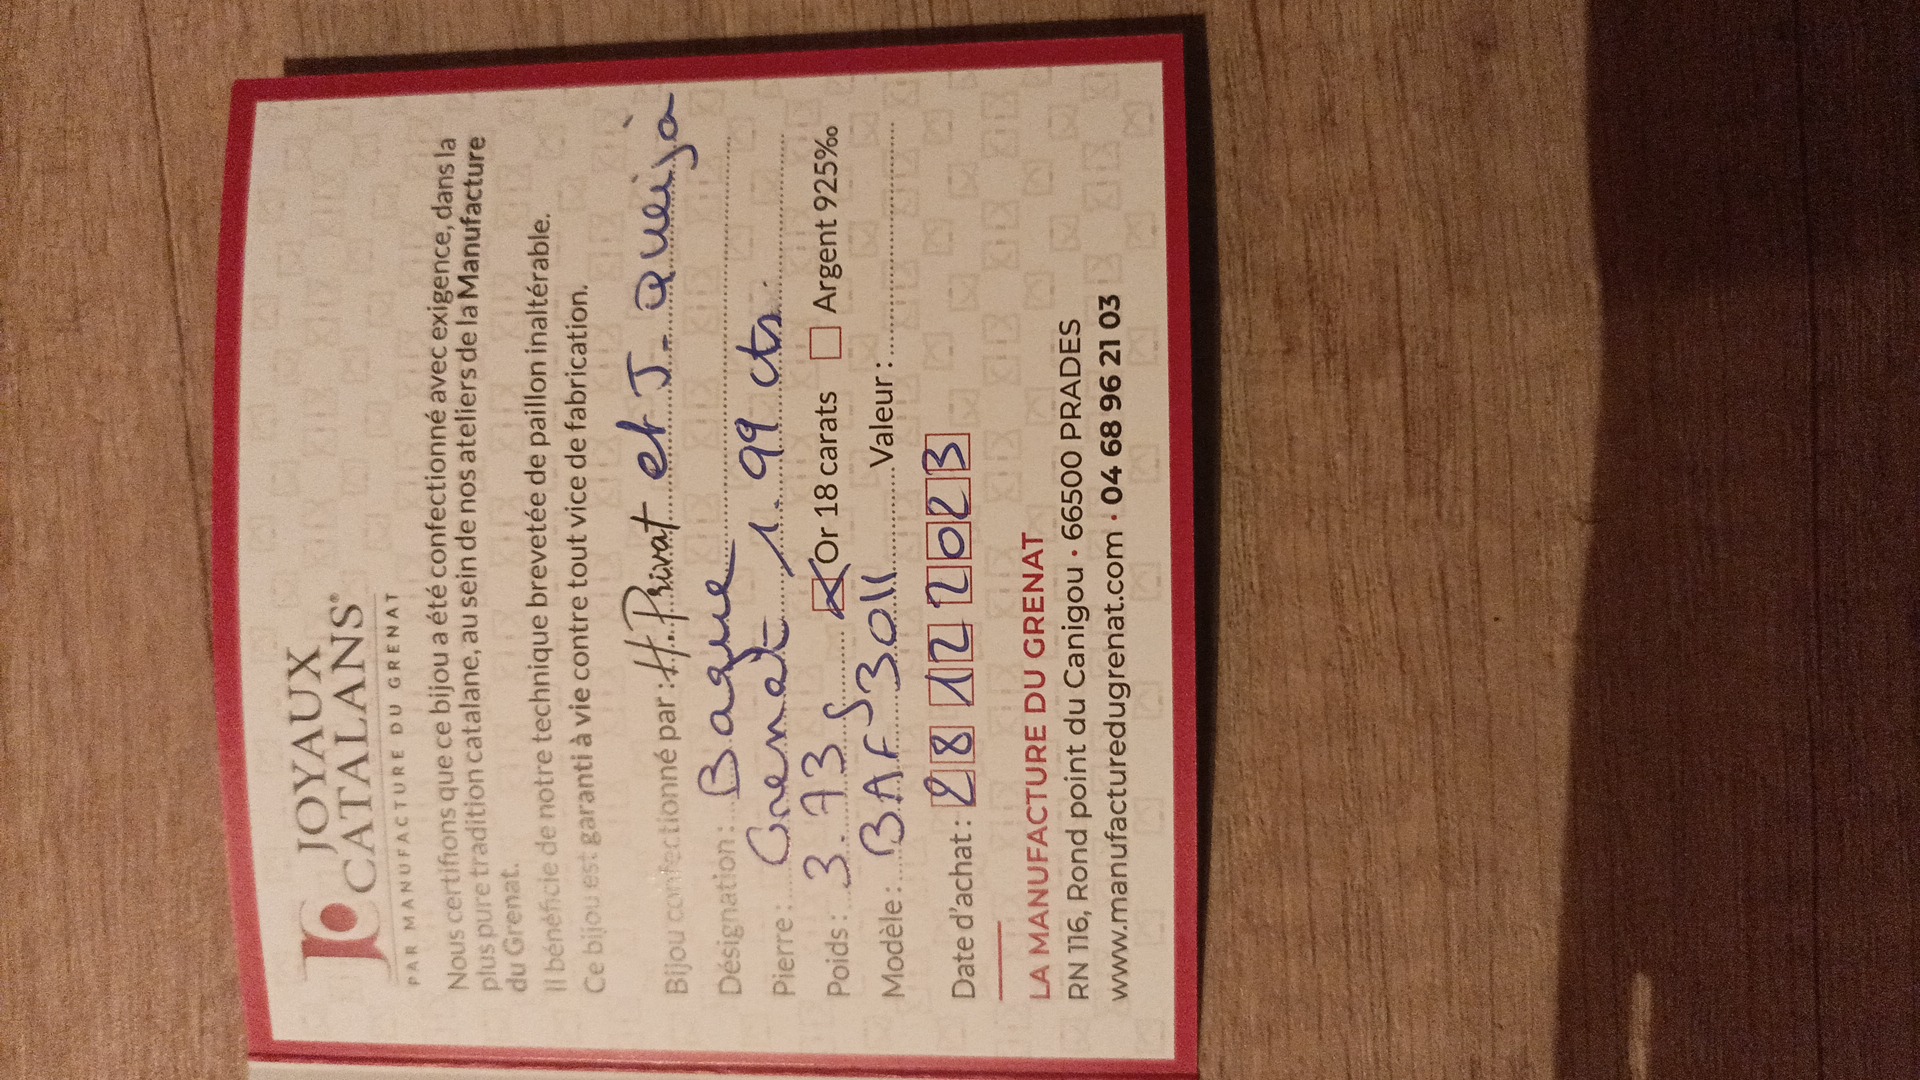 JOYAUX
CATALANS®
PAR MANUFACTURE DU GRENAT
Nous certifions que ce bijou a été confectionné avec exigence, dans la
plus pure tradition catalane, au sein de nos ateliers de la Manufacture
du Grenat.
Il bénéficie de notre technique brevetée de paillon inaltérable.
Ce bijou est garanti à vie contre tout vice de fabrication.
Bijou confectionné par : H. Privat et J. Queija
Désignation : Bague
Pierre : Grenat 1.99 cts.
Poids : 3.73 Or 18 carats Argent 925‰
Modèle : BAF 3011 Valeur :
Date d'achat : 28 12 2023
LA MANUFACTURE DU GRENAT
RN 116, Rond point du Canigou · 66500 PRADES
www.manufacturedugrenat.com · 04 68 96 21 03